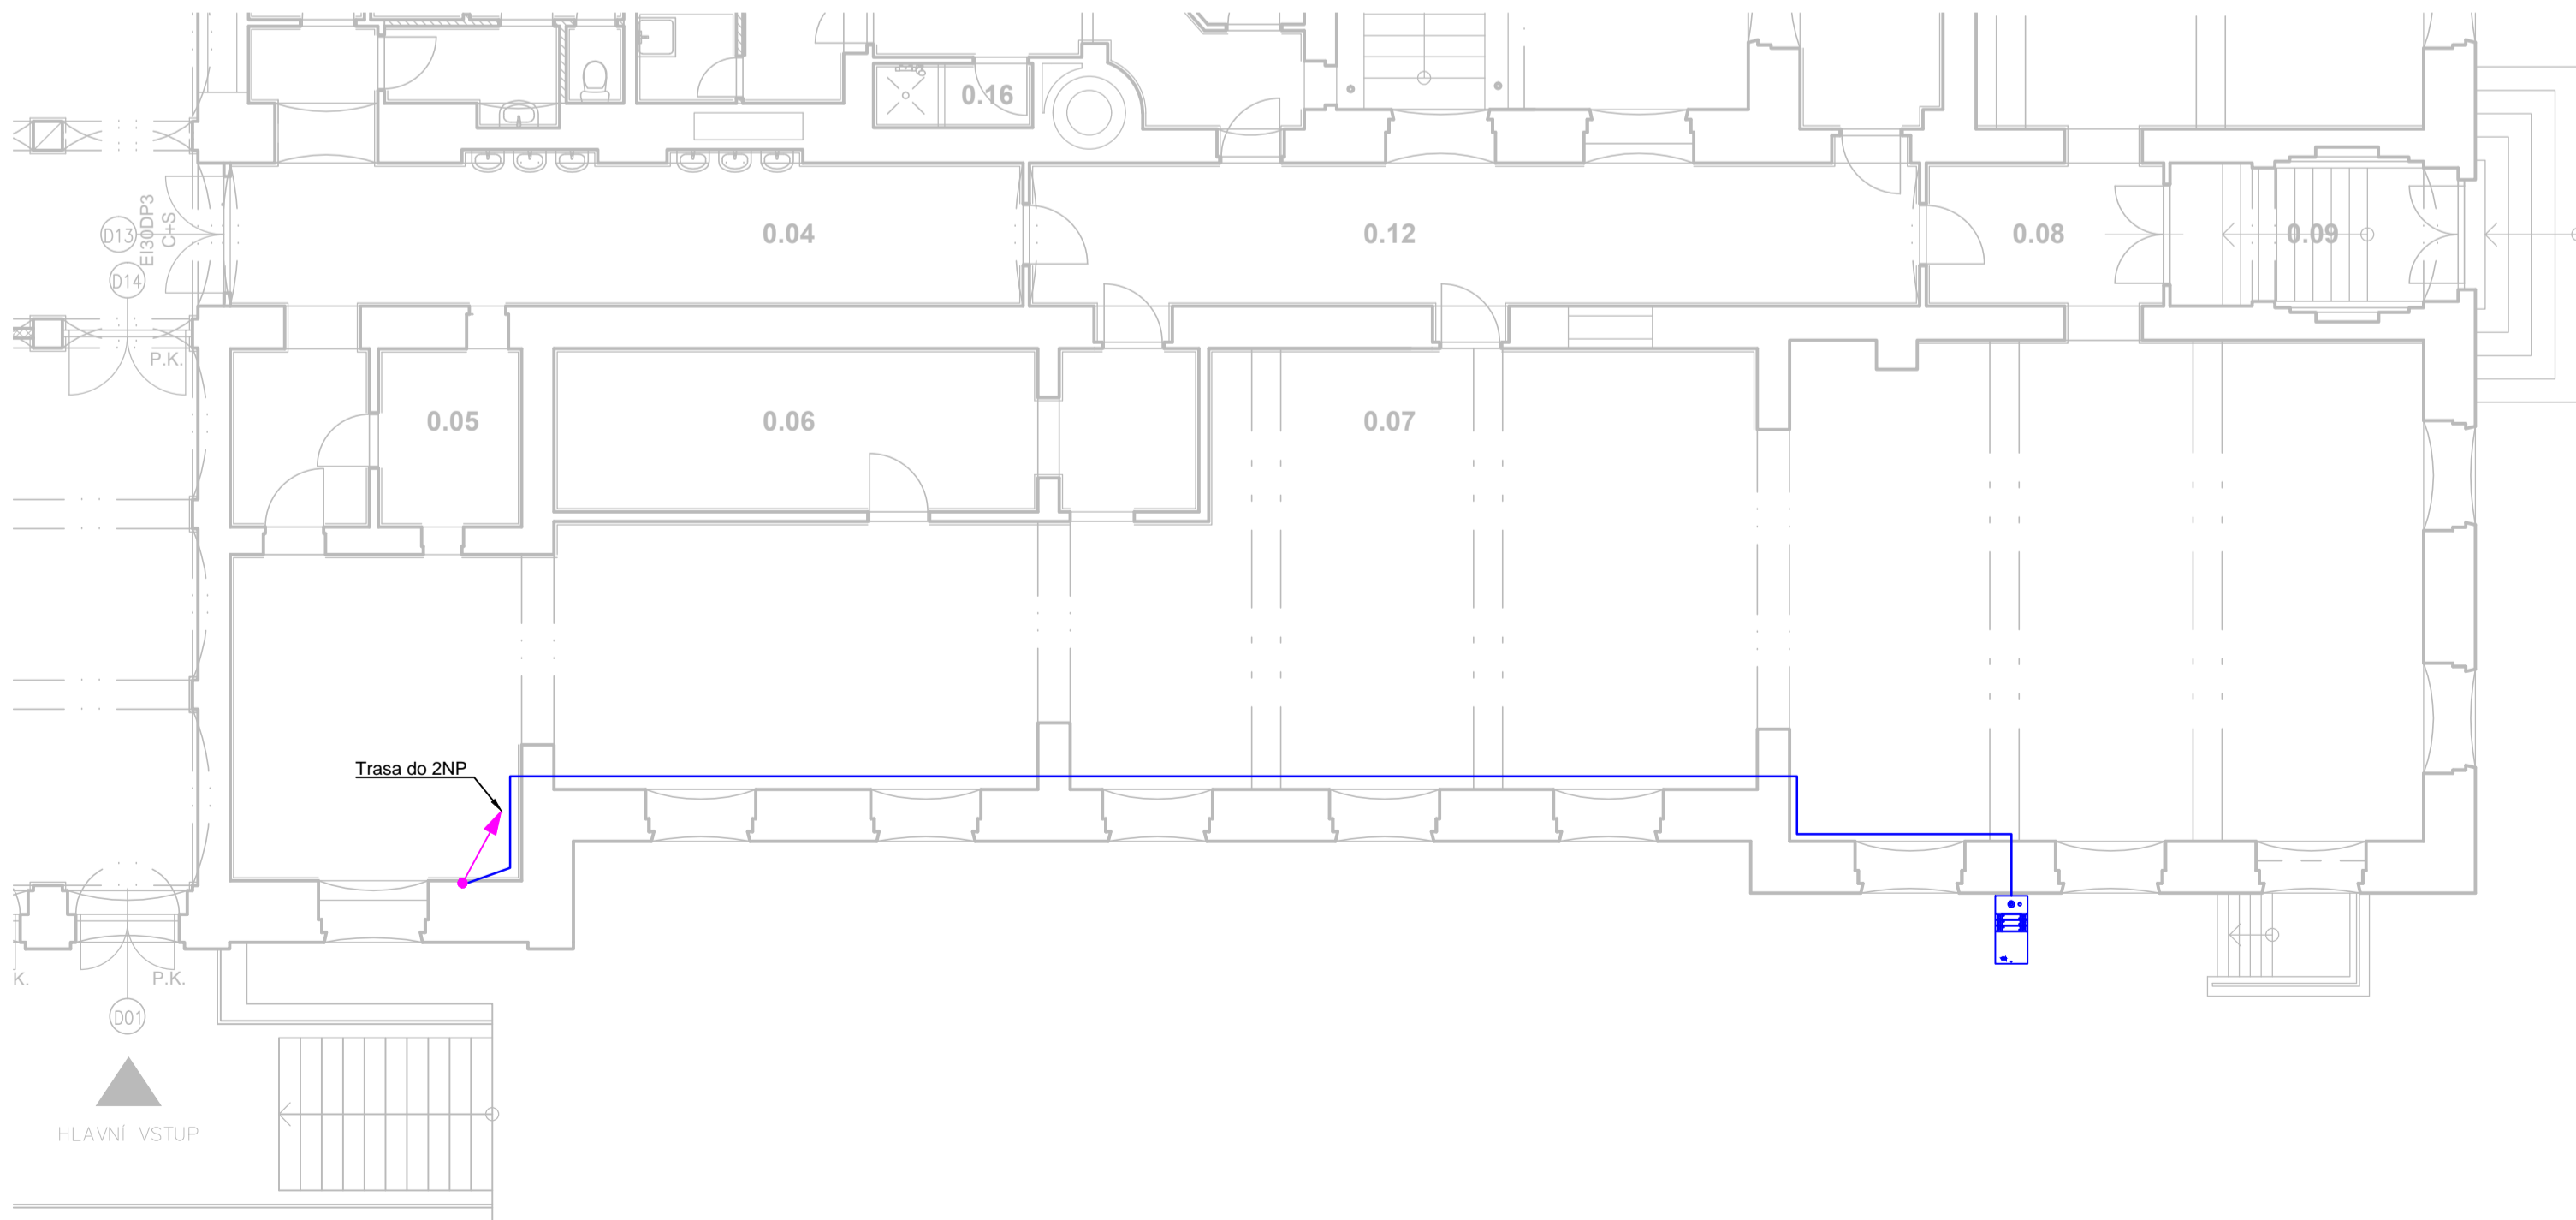 0.16
D13
EI30DP3
C+S
0.04
0.12
0.08
0.09
D14
P.K.
0.05
0.06
0.07
Trasa do 2NP
K.
P.K.
D01
HLAVNÍ VSTUP